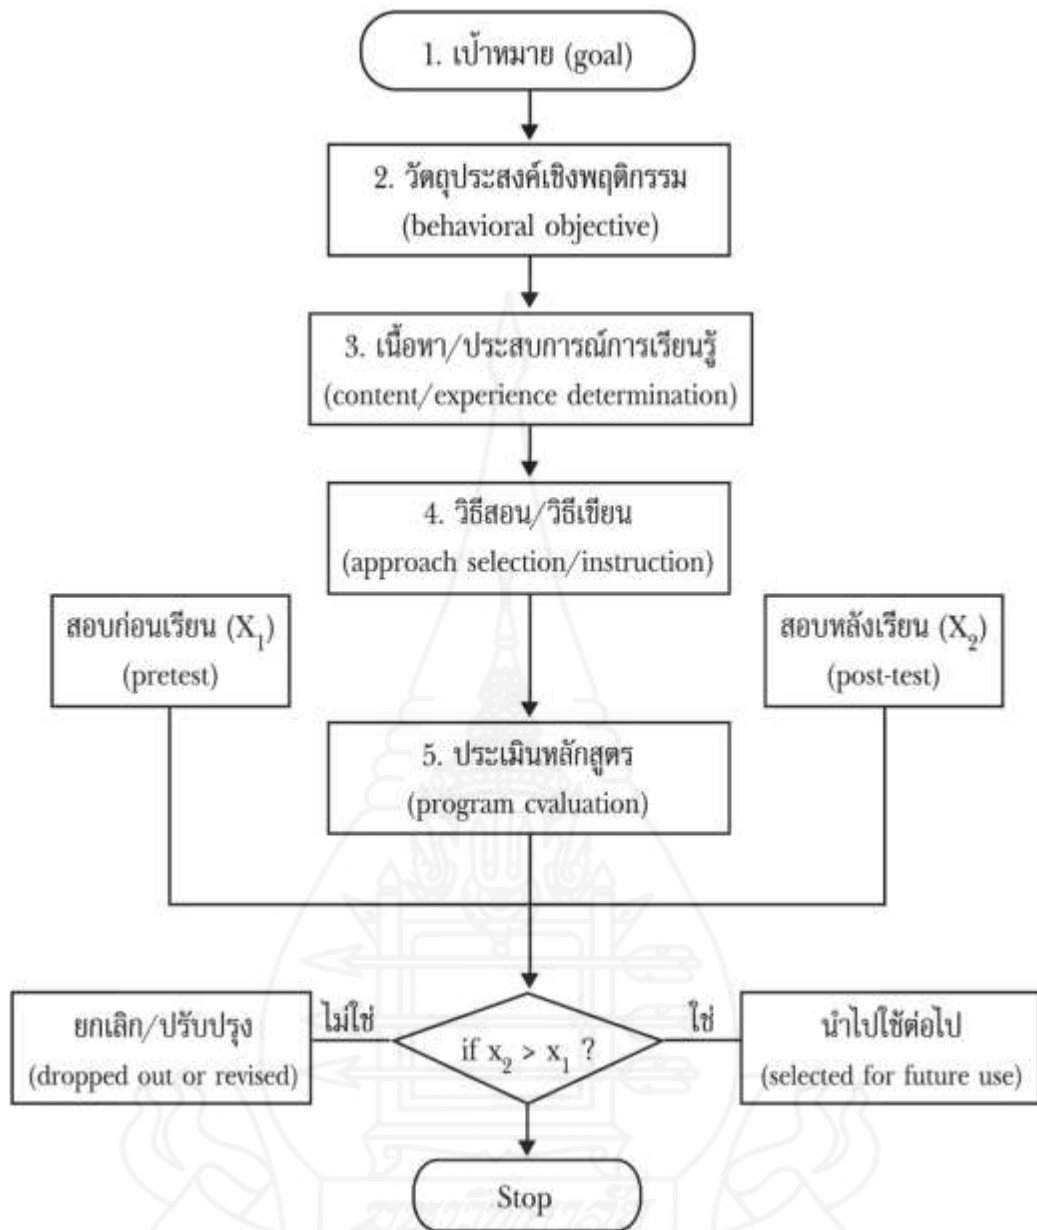 1. เป้าหมาย (goal)
2. วัตถุประสงค์เชิงพฤติกรรม
(behavioral objective)
3. เนื้อหา/ประสบการณ์การเรียนรู้
(content/experience determination)
4. วิธีสอน/วิธีเขียน
(approach selection/instruction)
สอบก่อนเรียน (X₁)
(pretest)
สอบหลังเรียน (X₂)
(post-test)
5. ประเมินหลักสูตร
(program cvaluation)
ยกเลิก/ปรับปรุง
(dropped out or revised)
ไม่ใช่
if x₂ > x₁ ?
ใช่
นำไปใช้ต่อไป
(selected for future use)
Stop